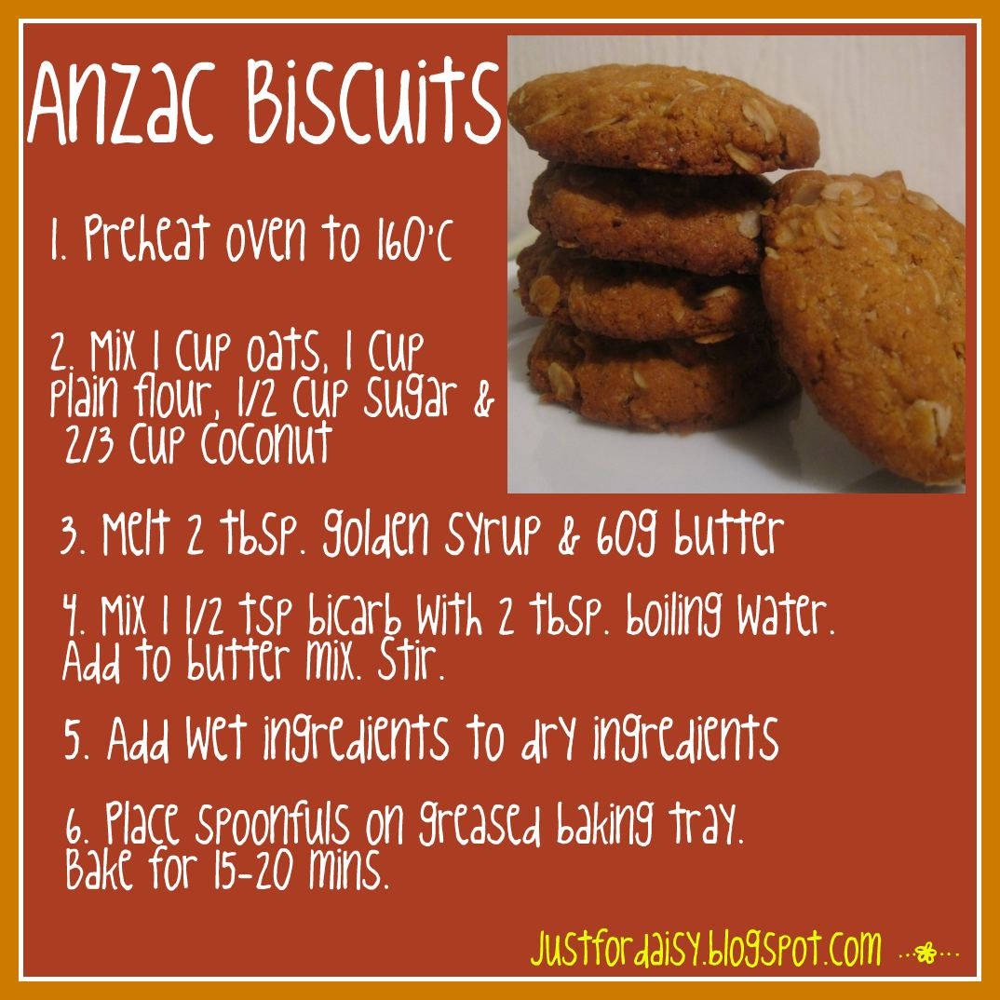 Anzac Biscuits
1. Preheat oven to 160°C
2. Mix 1 cup oats, 1 cup
plain flour, 1/2 cup sugar &
2/3 cup coconut
3. Melt 2 tbsp. golden syrup & 60g butter
4. Mix 1 1/2 tsp bicarb with 2 tbsp. boiling water.
Add to butter mix. Stir.
5. Add wet ingredients to dry ingredients
6. Place spoonfuls on greased baking tray.
Bake for 15-20 mins.
justfordaisy.blogspot.com